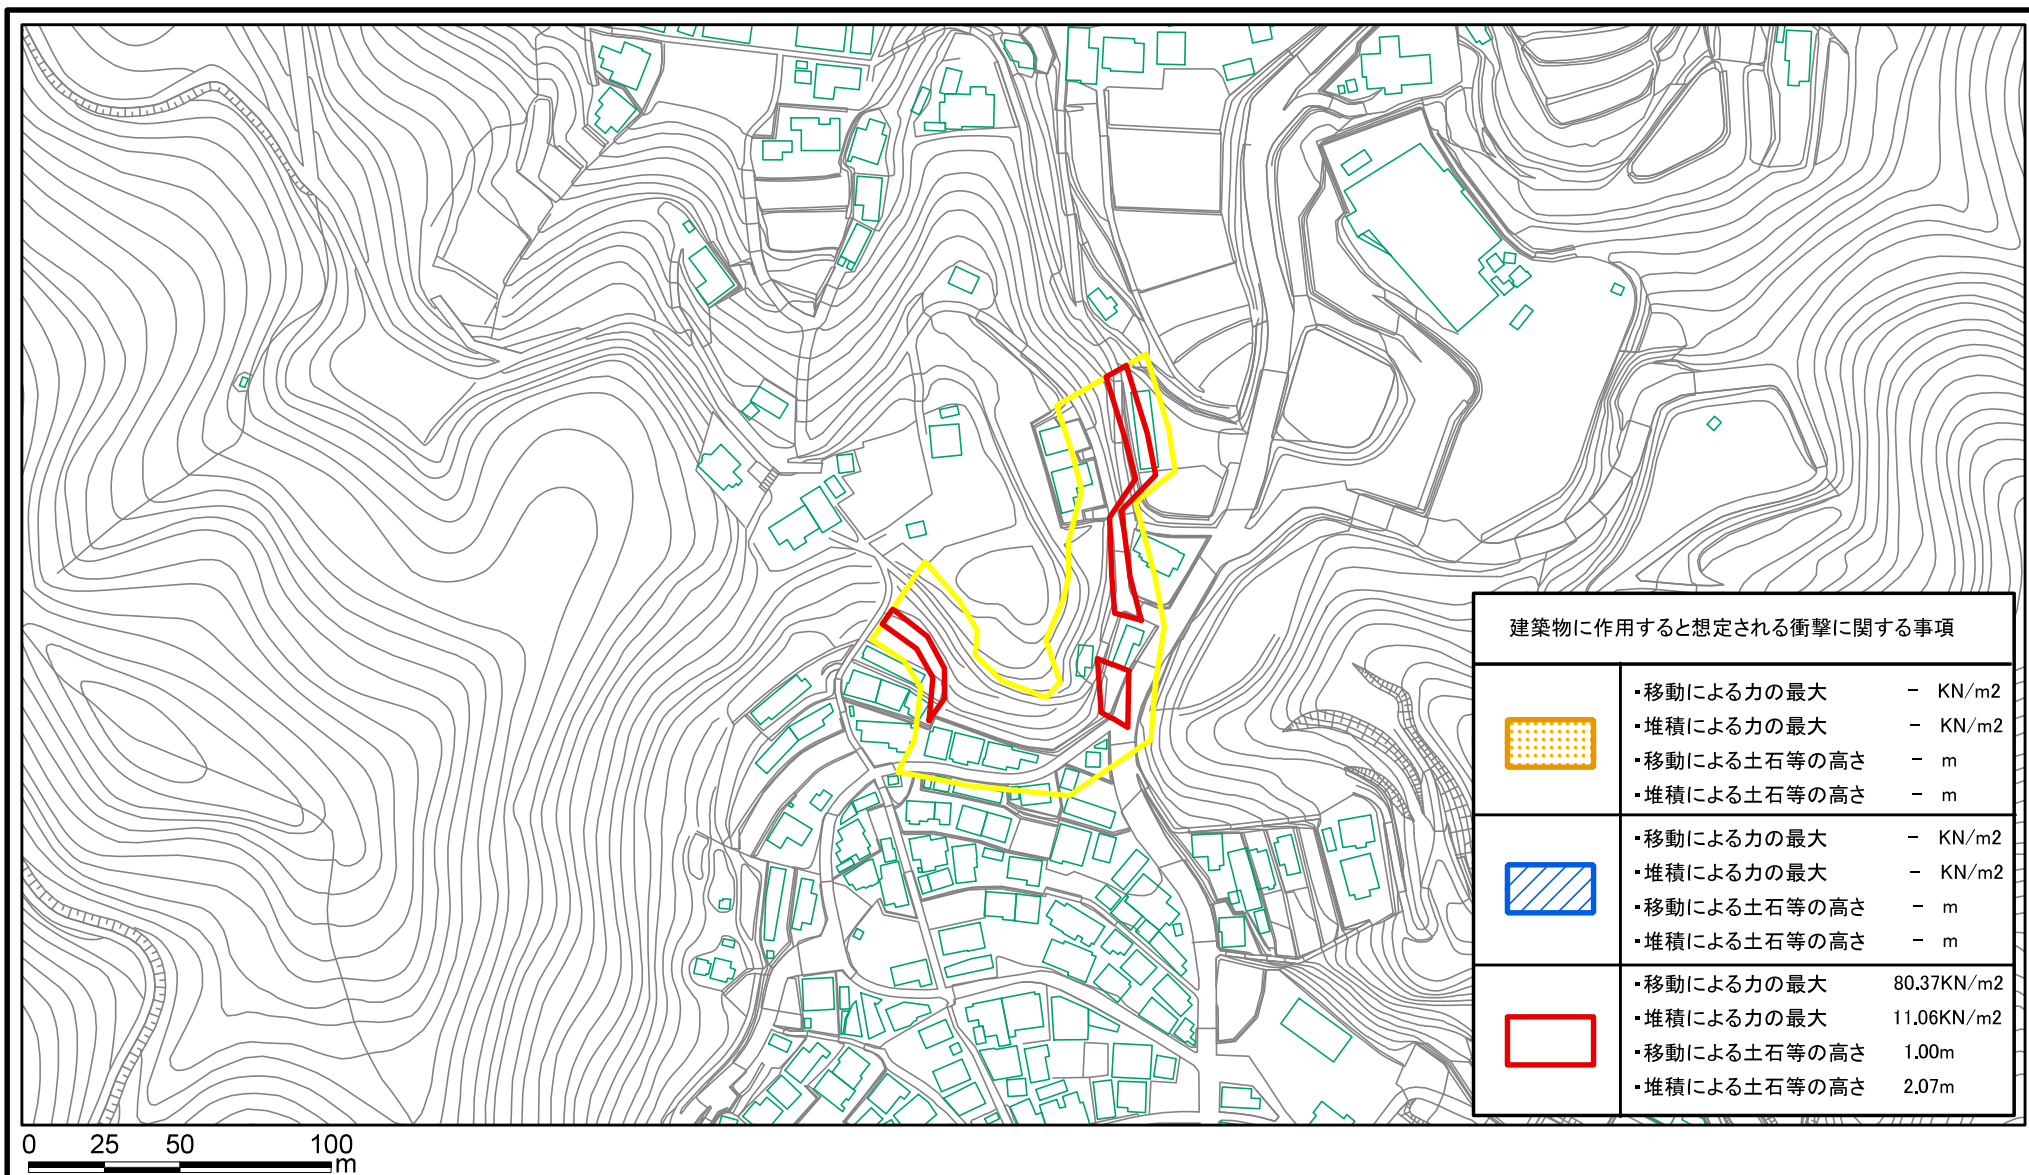 建築物に作用すると想定される衝撃に関する事項
・移動による力の最大 － KN/m2
・堆積による力の最大 － KN/m2
・移動による土石等の高さ － m
・堆積による土石等の高さ － m
・移動による力の最大 － KN/m2
・堆積による力の最大 － KN/m2
・移動による土石等の高さ － m
・堆積による土石等の高さ － m
・移動による力の最大 80.37KN/m2
・堆積による力の最大 11.06KN/m2
・移動による土石等の高さ 1.00m
・堆積による土石等の高さ 2.07m
0 25 50 100
m